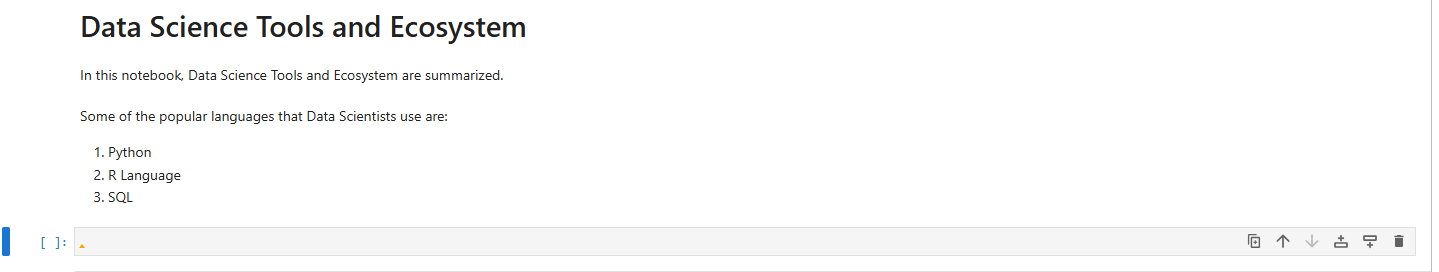 Data Science Tools and Ecosystem
In this notebook, Data Science Tools and Ecosystem are summarized.
Some of the popular languages that Data Scientists use are:
1. Python
2. R Language
3. SQL
[ ]: